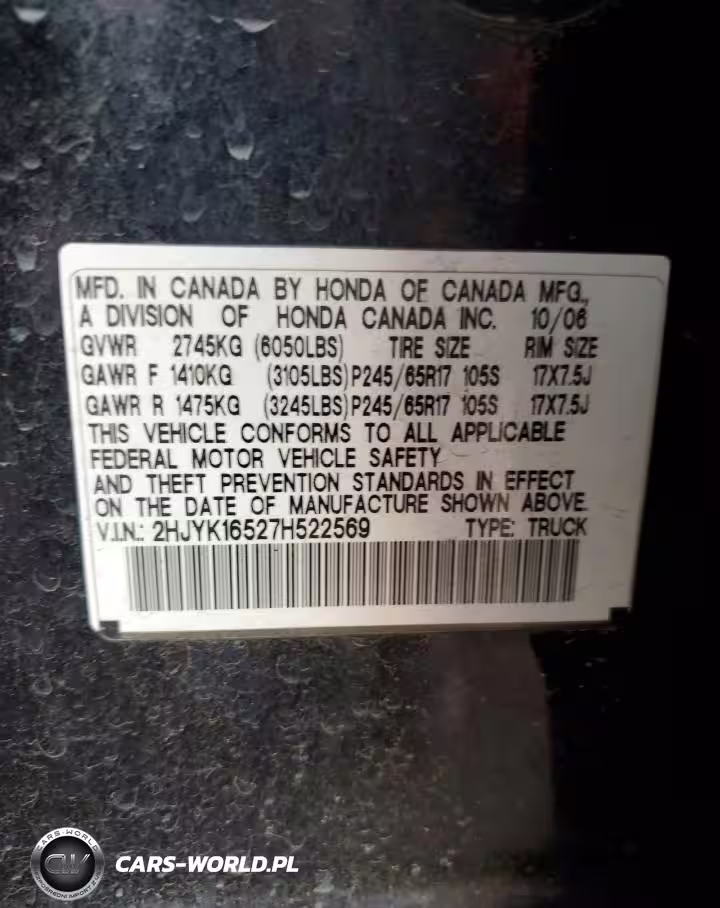 MFD. IN CANADA BY HONDA OF CANADA MFG.,
A DIVISION OF HONDA CANADA INC. 10/06
GVWR 2745KG (6050LBS) TIRE SIZE RIM SIZE
GAWR F 1410KG (3105LBS) P245/65R17 105S 17X7.5J
GAWR R 1475KG (3245LBS) P245/65R17 105S 17X7.5J
THIS VEHICLE CONFORMS TO ALL APPLICABLE
FEDERAL MOTOR VEHICLE SAFETY
AND THEFT PREVENTION STANDARDS IN EFFECT
ON THE DATE OF MANUFACTURE SHOWN ABOVE.
V.I.N.: 2HJYK16527H522569 TYPE: TRUCK
CARS-WORLD
CW
CARS-WORLD.PL